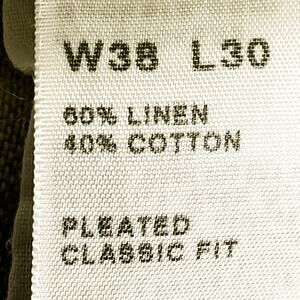 W38 L30
60% LINEN
40% COTTON
PLEATED
CLASSIC FIT